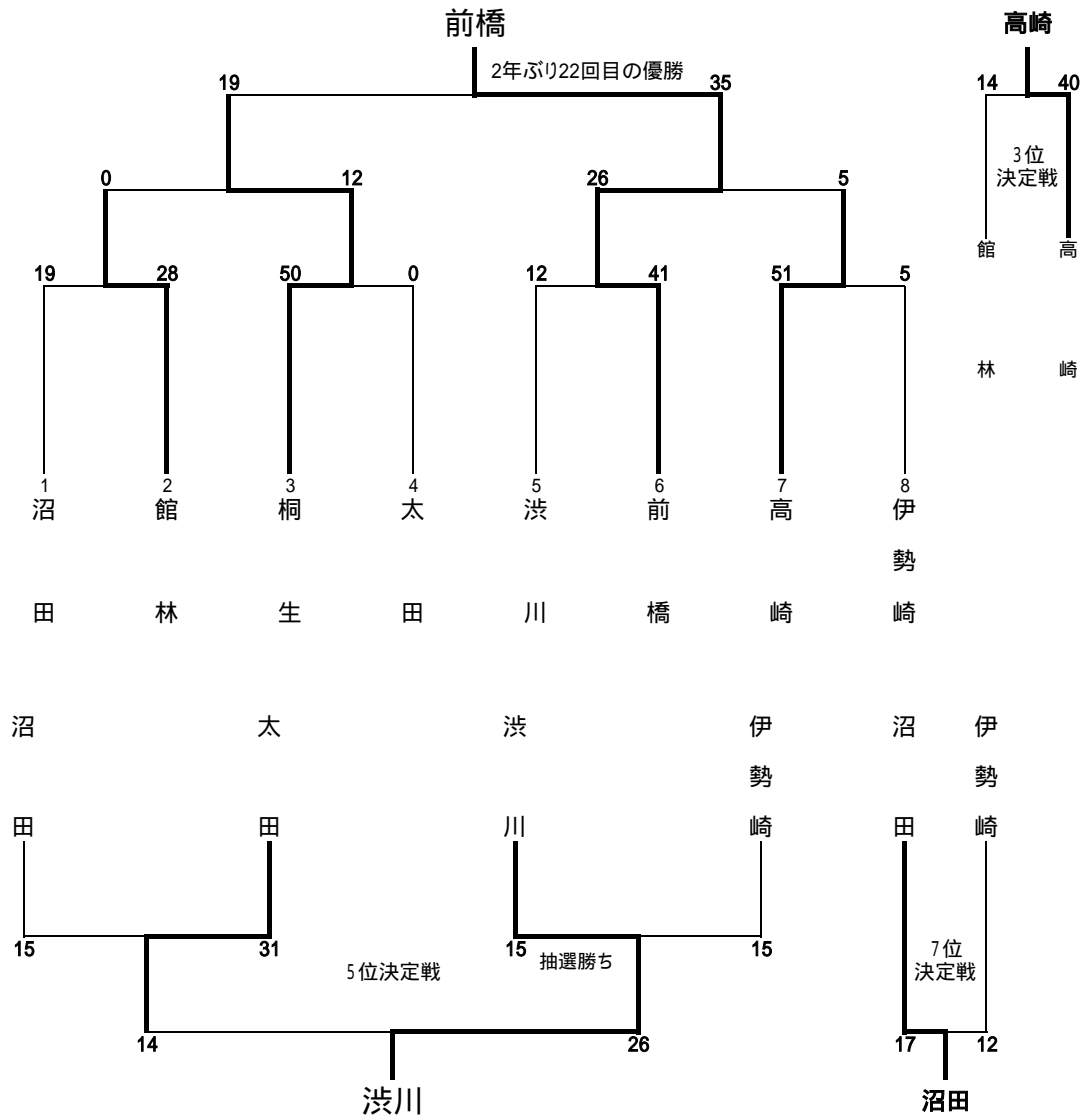 前橋
高崎
2年ぶり22回目の優勝
19 35
14 40
3位
決定戦
0 12 26 5
館林 高崎
19 28 50 0 12 41 51 5
1 2 3 4 5 6 7 8
沼田 館林 桐生 太田 渋川 前橋 高崎 伊勢崎
沼田 太田 渋川 伊勢崎 沼田 伊勢崎
15 31 15 15
抽選勝ち
5位決定戦
7位
決定戦
14 26 17 12
渋川
沼田